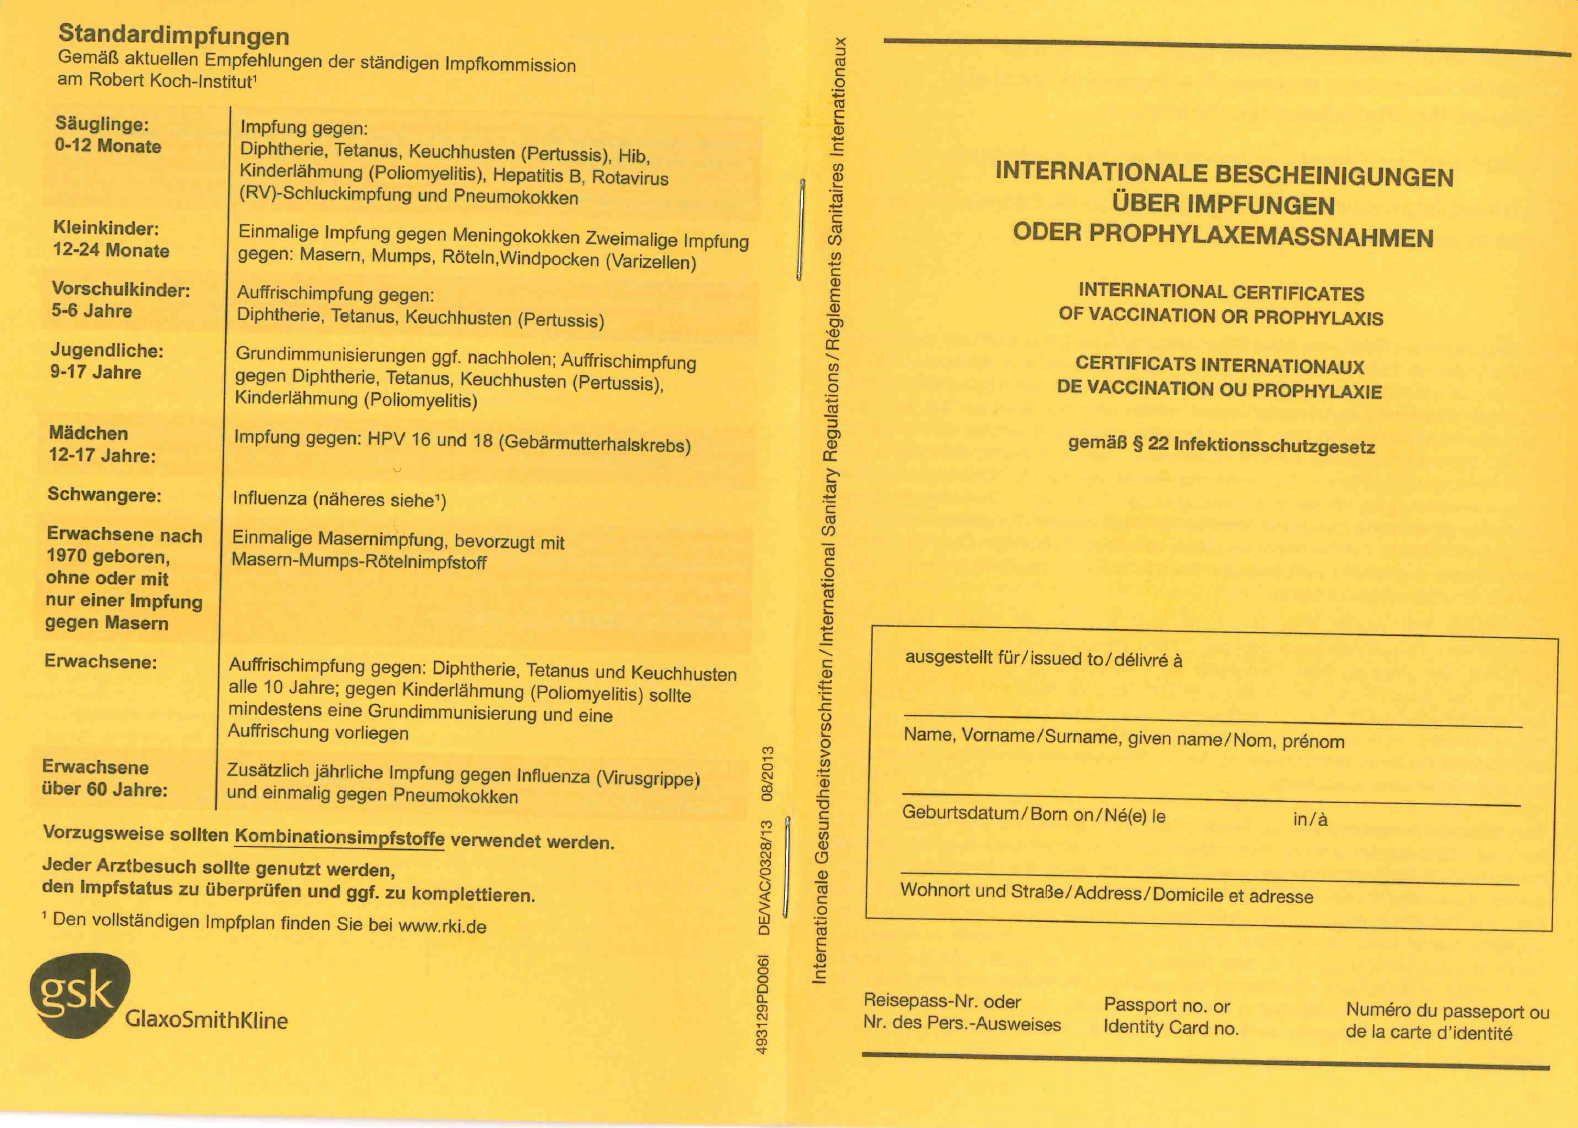 Standardimpfungen
Gemäß aktuellen Empfehlungen der ständigen Impfkommission
am Robert Koch-Institut¹
Säuglinge:
0-12 Monate
Impfung gegen:
Diphtherie, Tetanus, Keuchhusten (Pertussis), Hib,
Kinderlähmung (Poliomyelitis), Hepatitis B, Rotavirus
(RV)-Schluckimpfung und Pneumokokken
Kleinkinder:
12-24 Monate
Einmalige Impfung gegen Meningokokken Zweimalige Impfung
gegen: Masern, Mumps, Röteln,Windpocken (Varizellen)
Vorschulkinder:
5-6 Jahre
Auffrischimpfung gegen:
Diphtherie, Tetanus, Keuchhusten (Pertussis)
Jugendliche:
9-17 Jahre
Grundimmunisierungen ggf. nachholen; Auffrischimpfung
gegen Diphtherie, Tetanus, Keuchhusten (Pertussis),
Kinderlähmung (Poliomyelitis)
Mädchen
12-17 Jahre:
Impfung gegen: HPV 16 und 18 (Gebärmutterhalskrebs)
Schwangere:
Influenza (näheres siehe¹)
Erwachsene nach
1970 geboren,
ohne oder mit
nur einer Impfung
gegen Masern
Einmalige Masernimpfung, bevorzugt mit
Masern-Mumps-Rötelnimpfstoff
Erwachsene:
Auffrischimpfung gegen: Diphtherie, Tetanus und Keuchhusten
alle 10 Jahre; gegen Kinderlähmung (Poliomyelitis) sollte
mindestens eine Grundimmunisierung und eine
Auffrischung vorliegen
Erwachsene
über 60 Jahre:
Zusätzlich jährliche Impfung gegen Influenza (Virusgrippe)
und einmalig gegen Pneumokokken
Vorzugsweise sollten Kombinationsimpfstoffe verwendet werden.
Jeder Arztbesuch sollte genutzt werden,
den Impfstatus zu überprüfen und ggf. zu komplettieren.
¹ Den vollständigen Impfplan finden Sie bei www.rki.de
gsk
GlaxoSmithKline
493129PD006I DE/VAC/0328/13 08/2013
Internationale Gesundheitsvorschriften/International Sanitary Regulations/Réglements Sanitaires Internationaux
INTERNATIONALE BESCHEINIGUNGEN
ÜBER IMPFUNGEN
ODER PROPHYLAXEMASSNAHMEN
INTERNATIONAL CERTIFICATES
OF VACCINATION OR PROPHYLAXIS
CERTIFICATS INTERNATIONAUX
DE VACCINATION OU PROPHYLAXIE
gemäß § 22 Infektionsschutzgesetz
ausgestellt für/issued to/délivré à
Name, Vorname/Surname, given name/Nom, prénom
Geburtsdatum/Born on/Né(e) le in/à
Wohnort und Straße/Address/Domicile et adresse
Reisepass-Nr. oder
Nr. des Pers.-Ausweises
Passport no. or
Identity Card no.
Numéro du passeport ou
de la carte d'identité